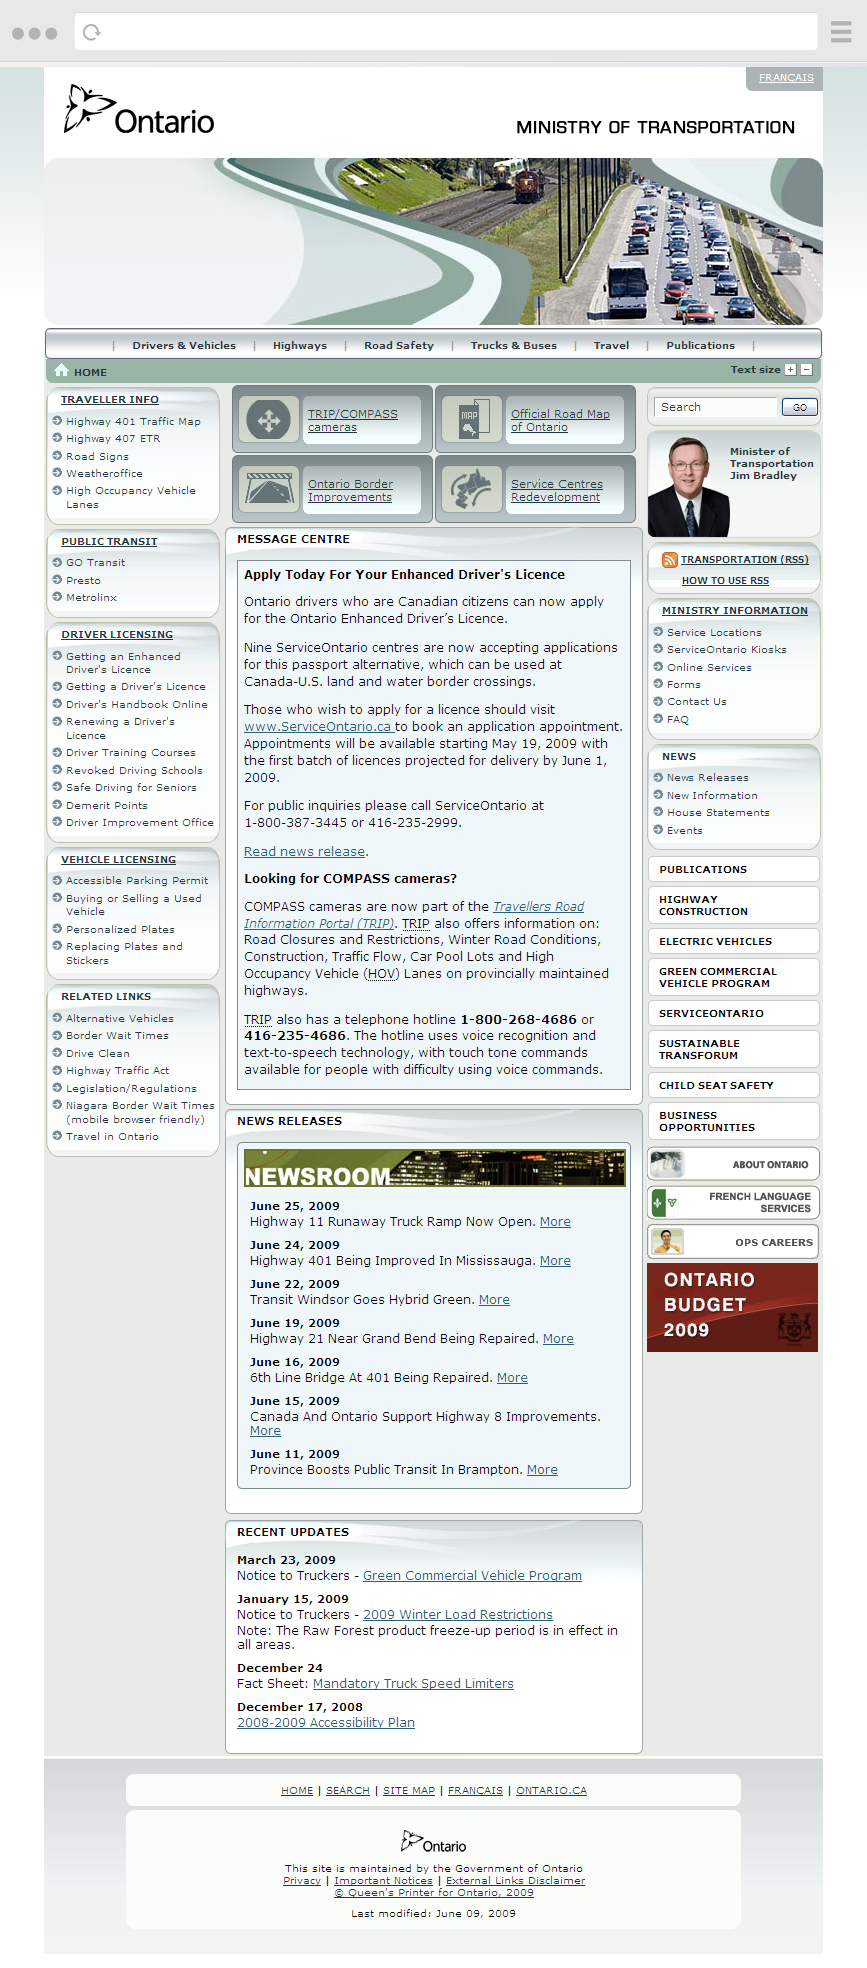 FRANÇAIS
Ontario
MINISTRY OF TRANSPORTATION
| Drivers & Vehicles | Highways | Road Safety | Trucks & Buses | Travel | Publications |
HOME
Text size + −
TRAVELLER INFO
Highway 401 Traffic Map
Highway 407 ETR
Road Signs
Weatheroffice
High Occupancy Vehicle
Lanes
PUBLIC TRANSIT
GO Transit
Presto
Metrolinx
DRIVER LICENSING
Getting an Enhanced
Driver's Licence
Getting a Driver's Licence
Driver's Handbook Online
Renewing a Driver's
Licence
Driver Training Courses
Revoked Driving Schools
Safe Driving for Seniors
Demerit Points
Driver Improvement Office
VEHICLE LICENSING
Accessible Parking Permit
Buying or Selling a Used
Vehicle
Personalized Plates
Replacing Plates and
Stickers
RELATED LINKS
Alternative Vehicles
Border Wait Times
Drive Clean
Highway Traffic Act
Legislation/Regulations
Niagara Border Wait Times
(mobile browser friendly)
Travel in Ontario
TRIP/COMPASS
cameras
MAP
Official Road Map
of Ontario
Ontario Border
Improvements
Service Centres
Redevelopment
MESSAGE CENTRE
Apply Today For Your Enhanced Driver's Licence
Ontario drivers who are Canadian citizens can now apply
for the Ontario Enhanced Driver's Licence.
Nine ServiceOntario centres are now accepting applications
for this passport alternative, which can be used at
Canada-U.S. land and water border crossings.
Those who wish to apply for a licence should visit
www.ServiceOntario.ca to book an application appointment.
Appointments will be available starting May 19, 2009 with
the first batch of licences projected for delivery by June 1,
2009.
For public inquiries please call ServiceOntario at
1-800-387-3445 or 416-235-2999.
Read news release.
Looking for COMPASS cameras?
COMPASS cameras are now part of the Travellers Road
Information Portal (TRIP). TRIP also offers information on:
Road Closures and Restrictions, Winter Road Conditions,
Construction, Traffic Flow, Car Pool Lots and High
Occupancy Vehicle (HOV) Lanes on provincially maintained
highways.
TRIP also has a telephone hotline 1-800-268-4686 or
416-235-4686. The hotline uses voice recognition and
text-to-speech technology, with touch tone commands
available for people with difficulty using voice commands.
NEWS RELEASES
NEWSROOM
June 25, 2009
Highway 11 Runaway Truck Ramp Now Open. More
June 24, 2009
Highway 401 Being Improved In Mississauga. More
June 22, 2009
Transit Windsor Goes Hybrid Green. More
June 19, 2009
Highway 21 Near Grand Bend Being Repaired. More
June 16, 2009
6th Line Bridge At 401 Being Repaired. More
June 15, 2009
Canada And Ontario Support Highway 8 Improvements.
More
June 11, 2009
Province Boosts Public Transit In Brampton. More
RECENT UPDATES
March 23, 2009
Notice to Truckers - Green Commercial Vehicle Program
January 15, 2009
Notice to Truckers - 2009 Winter Load Restrictions
Note: The Raw Forest product freeze-up period is in effect in
all areas.
December 24
Fact Sheet: Mandatory Truck Speed Limiters
December 17, 2008
2008-2009 Accessibility Plan
Search
GO
Minister of
Transportation
Jim Bradley
TRANSPORTATION (RSS)
HOW TO USE RSS
MINISTRY INFORMATION
Service Locations
ServiceOntario Kiosks
Online Services
Forms
Contact Us
FAQ
NEWS
News Releases
New Information
House Statements
Events
PUBLICATIONS
HIGHWAY
CONSTRUCTION
ELECTRIC VEHICLES
GREEN COMMERCIAL
VEHICLE PROGRAM
SERVICEONTARIO
SUSTAINABLE
TRANSFORUM
CHILD SEAT SAFETY
BUSINESS
OPPORTUNITIES
ABOUT ONTARIO
FRENCH LANGUAGE
SERVICES
OPS CAREERS
ONTARIO
BUDGET
2009
HOME | SEARCH | SITE MAP | FRANÇAIS | ONTARIO.CA
Ontario
This site is maintained by the Government of Ontario
Privacy | Important Notices | External Links Disclaimer
© Queen's Printer for Ontario, 2009
Last modified: June 09, 2009